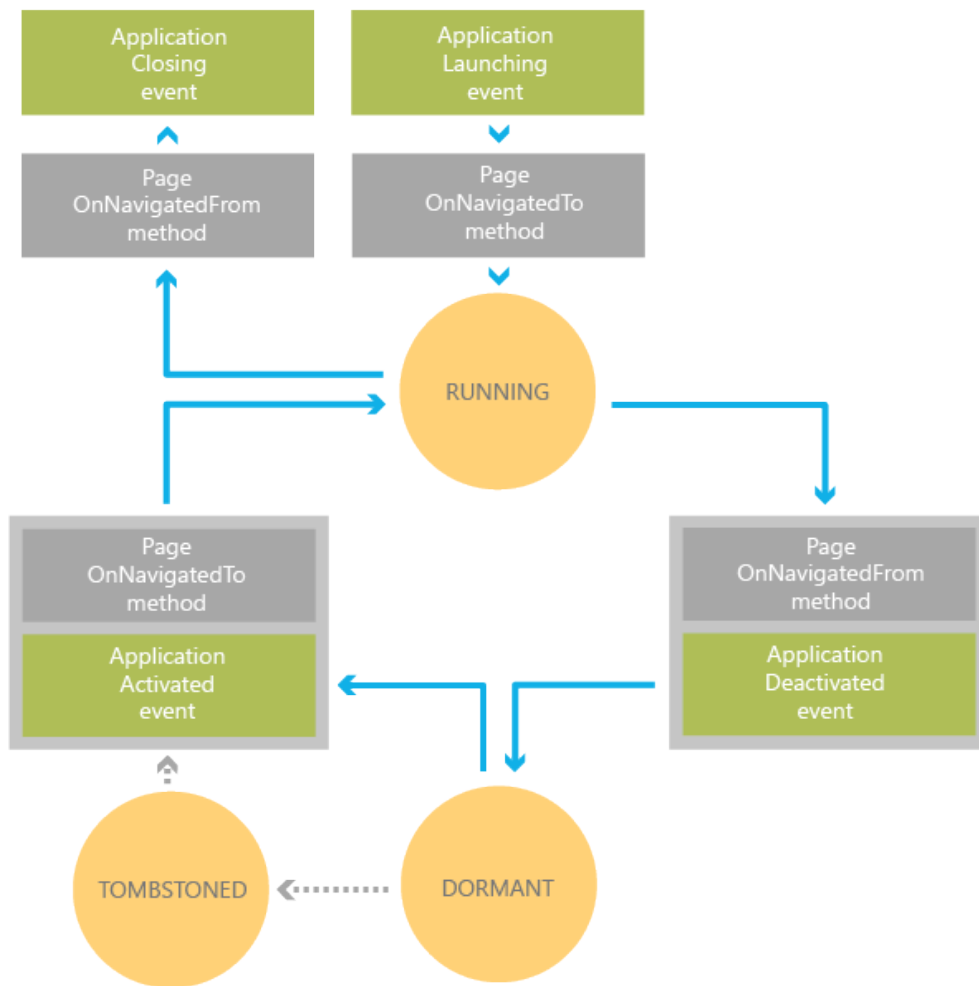 Application
Closing
event
Application
Launching
event
Page
OnNavigatedFrom
method
Page
OnNavigatedTo
method
RUNNING
Page
OnNavigatedTo
method
Application
Activated
event
Page
OnNavigatedFrom
method
Application
Deactivated
event
TOMBSTONED
DORMANT